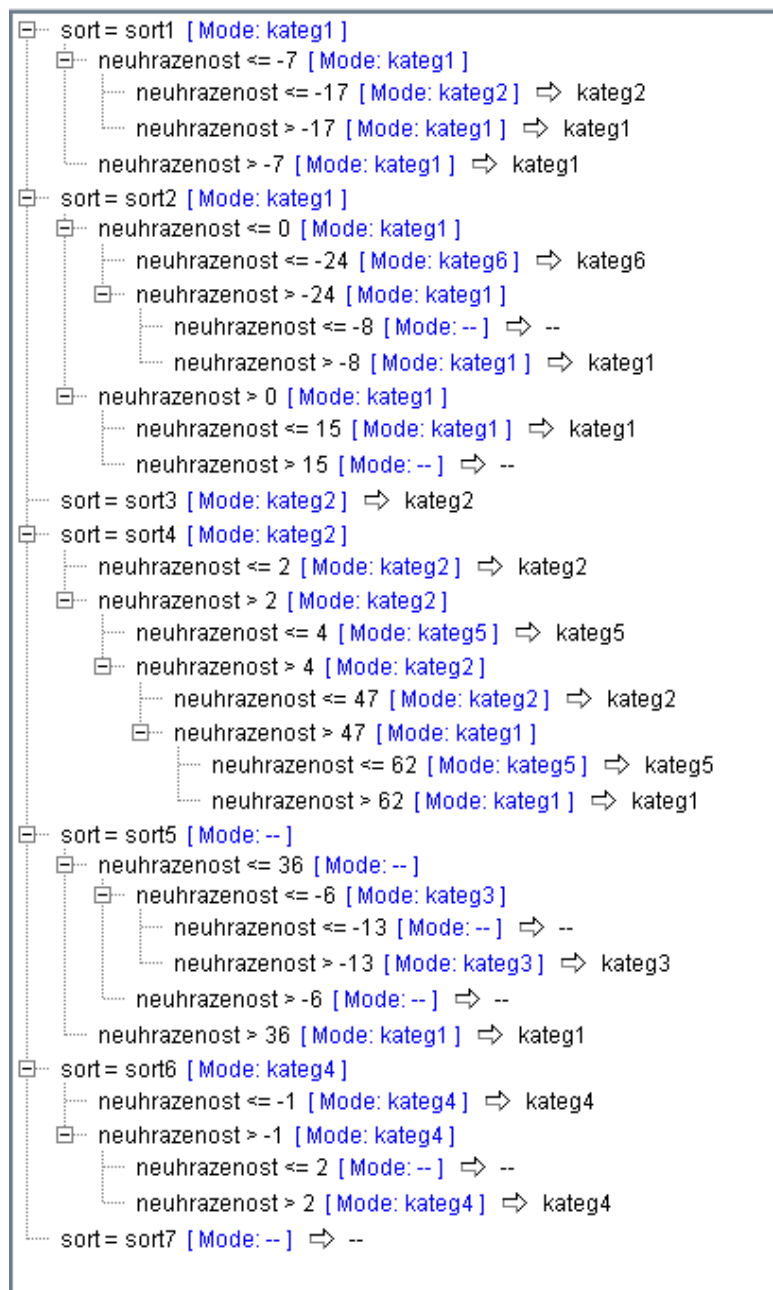 sort = sort1 [ Mode: kateg1 ]
neuhrazenost <= -7 [ Mode: kateg1 ]
neuhrazenost <= -17 [ Mode: kateg2 ] ⇨ kateg2
neuhrazenost > -17 [ Mode: kateg1 ] ⇨ kateg1
neuhrazenost > -7 [ Mode: kateg1 ] ⇨ kateg1
sort = sort2 [ Mode: kateg1 ]
neuhrazenost <= 0 [ Mode: kateg1 ]
neuhrazenost <= -24 [ Mode: kateg6 ] ⇨ kateg6
neuhrazenost > -24 [ Mode: kateg1 ]
neuhrazenost <= -8 [ Mode: -- ] ⇨ --
neuhrazenost > -8 [ Mode: kateg1 ] ⇨ kateg1
neuhrazenost > 0 [ Mode: kateg1 ]
neuhrazenost <= 15 [ Mode: kateg1 ] ⇨ kateg1
neuhrazenost > 15 [ Mode: -- ] ⇨ --
sort = sort3 [ Mode: kateg2 ] ⇨ kateg2
sort = sort4 [ Mode: kateg2 ]
neuhrazenost <= 2 [ Mode: kateg2 ] ⇨ kateg2
neuhrazenost > 2 [ Mode: kateg2 ]
neuhrazenost <= 4 [ Mode: kateg5 ] ⇨ kateg5
neuhrazenost > 4 [ Mode: kateg2 ]
neuhrazenost <= 47 [ Mode: kateg2 ] ⇨ kateg2
neuhrazenost > 47 [ Mode: kateg1 ]
neuhrazenost <= 62 [ Mode: kateg5 ] ⇨ kateg5
neuhrazenost > 62 [ Mode: kateg1 ] ⇨ kateg1
sort = sort5 [ Mode: -- ]
neuhrazenost <= 36 [ Mode: -- ]
neuhrazenost <= -6 [ Mode: kateg3 ]
neuhrazenost <= -13 [ Mode: -- ] ⇨ --
neuhrazenost > -13 [ Mode: kateg3 ] ⇨ kateg3
neuhrazenost > -6 [ Mode: -- ] ⇨ --
neuhrazenost > 36 [ Mode: kateg1 ] ⇨ kateg1
sort = sort6 [ Mode: kateg4 ]
neuhrazenost <= -1 [ Mode: kateg4 ] ⇨ kateg4
neuhrazenost > -1 [ Mode: kateg4 ]
neuhrazenost <= 2 [ Mode: -- ] ⇨ --
neuhrazenost > 2 [ Mode: kateg4 ] ⇨ kateg4
sort = sort7 [ Mode: -- ] ⇨ --